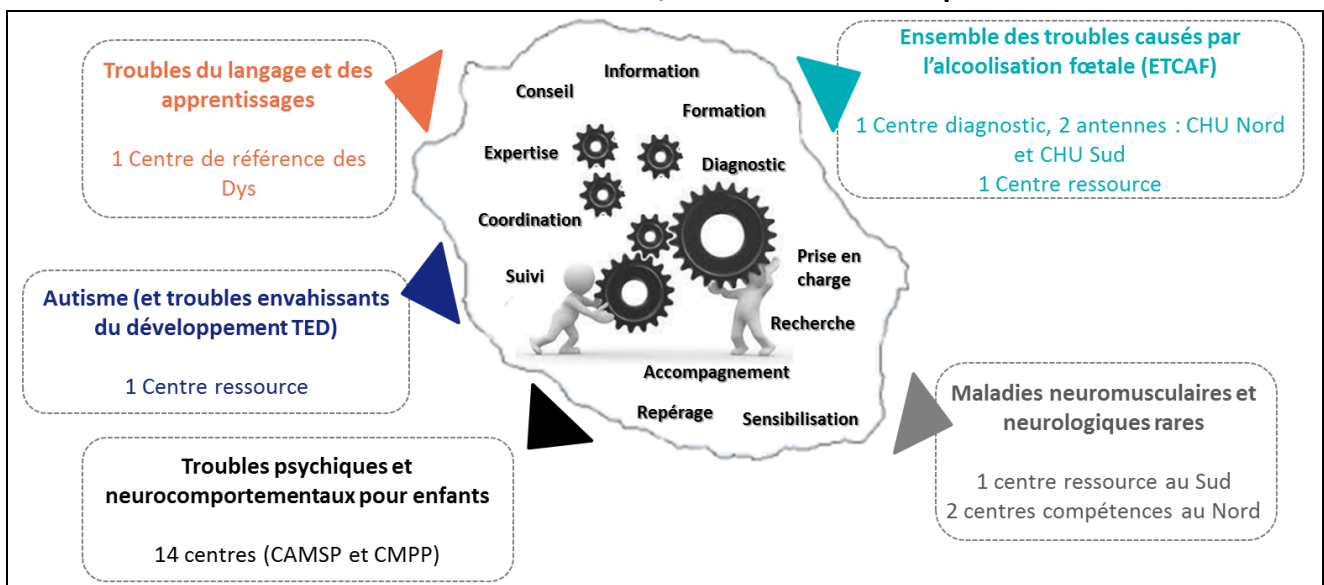 Troubles du langage et des
apprentissages
1 Centre de référence des
Dys
Ensemble des troubles causés par
l'alcoolisation fœtale (ETCAF)
1 Centre diagnostic, 2 antennes : CHU Nord
et CHU Sud
1 Centre ressource
Information
Conseil
Formation
Expertise
Diagnostic
Coordination
Suivi
Prise en
charge
Recherche
Accompagnement
Repérage
Sensibilisation
Autisme (et troubles envahissants
du développement TED)
1 Centre ressource
Maladies neuromusculaires et
neurologiques rares
1 centre ressource au Sud
2 centres compétences au Nord
Troubles psychiques et
neurocomportementaux pour enfants
14 centres (CAMSP et CMPP)